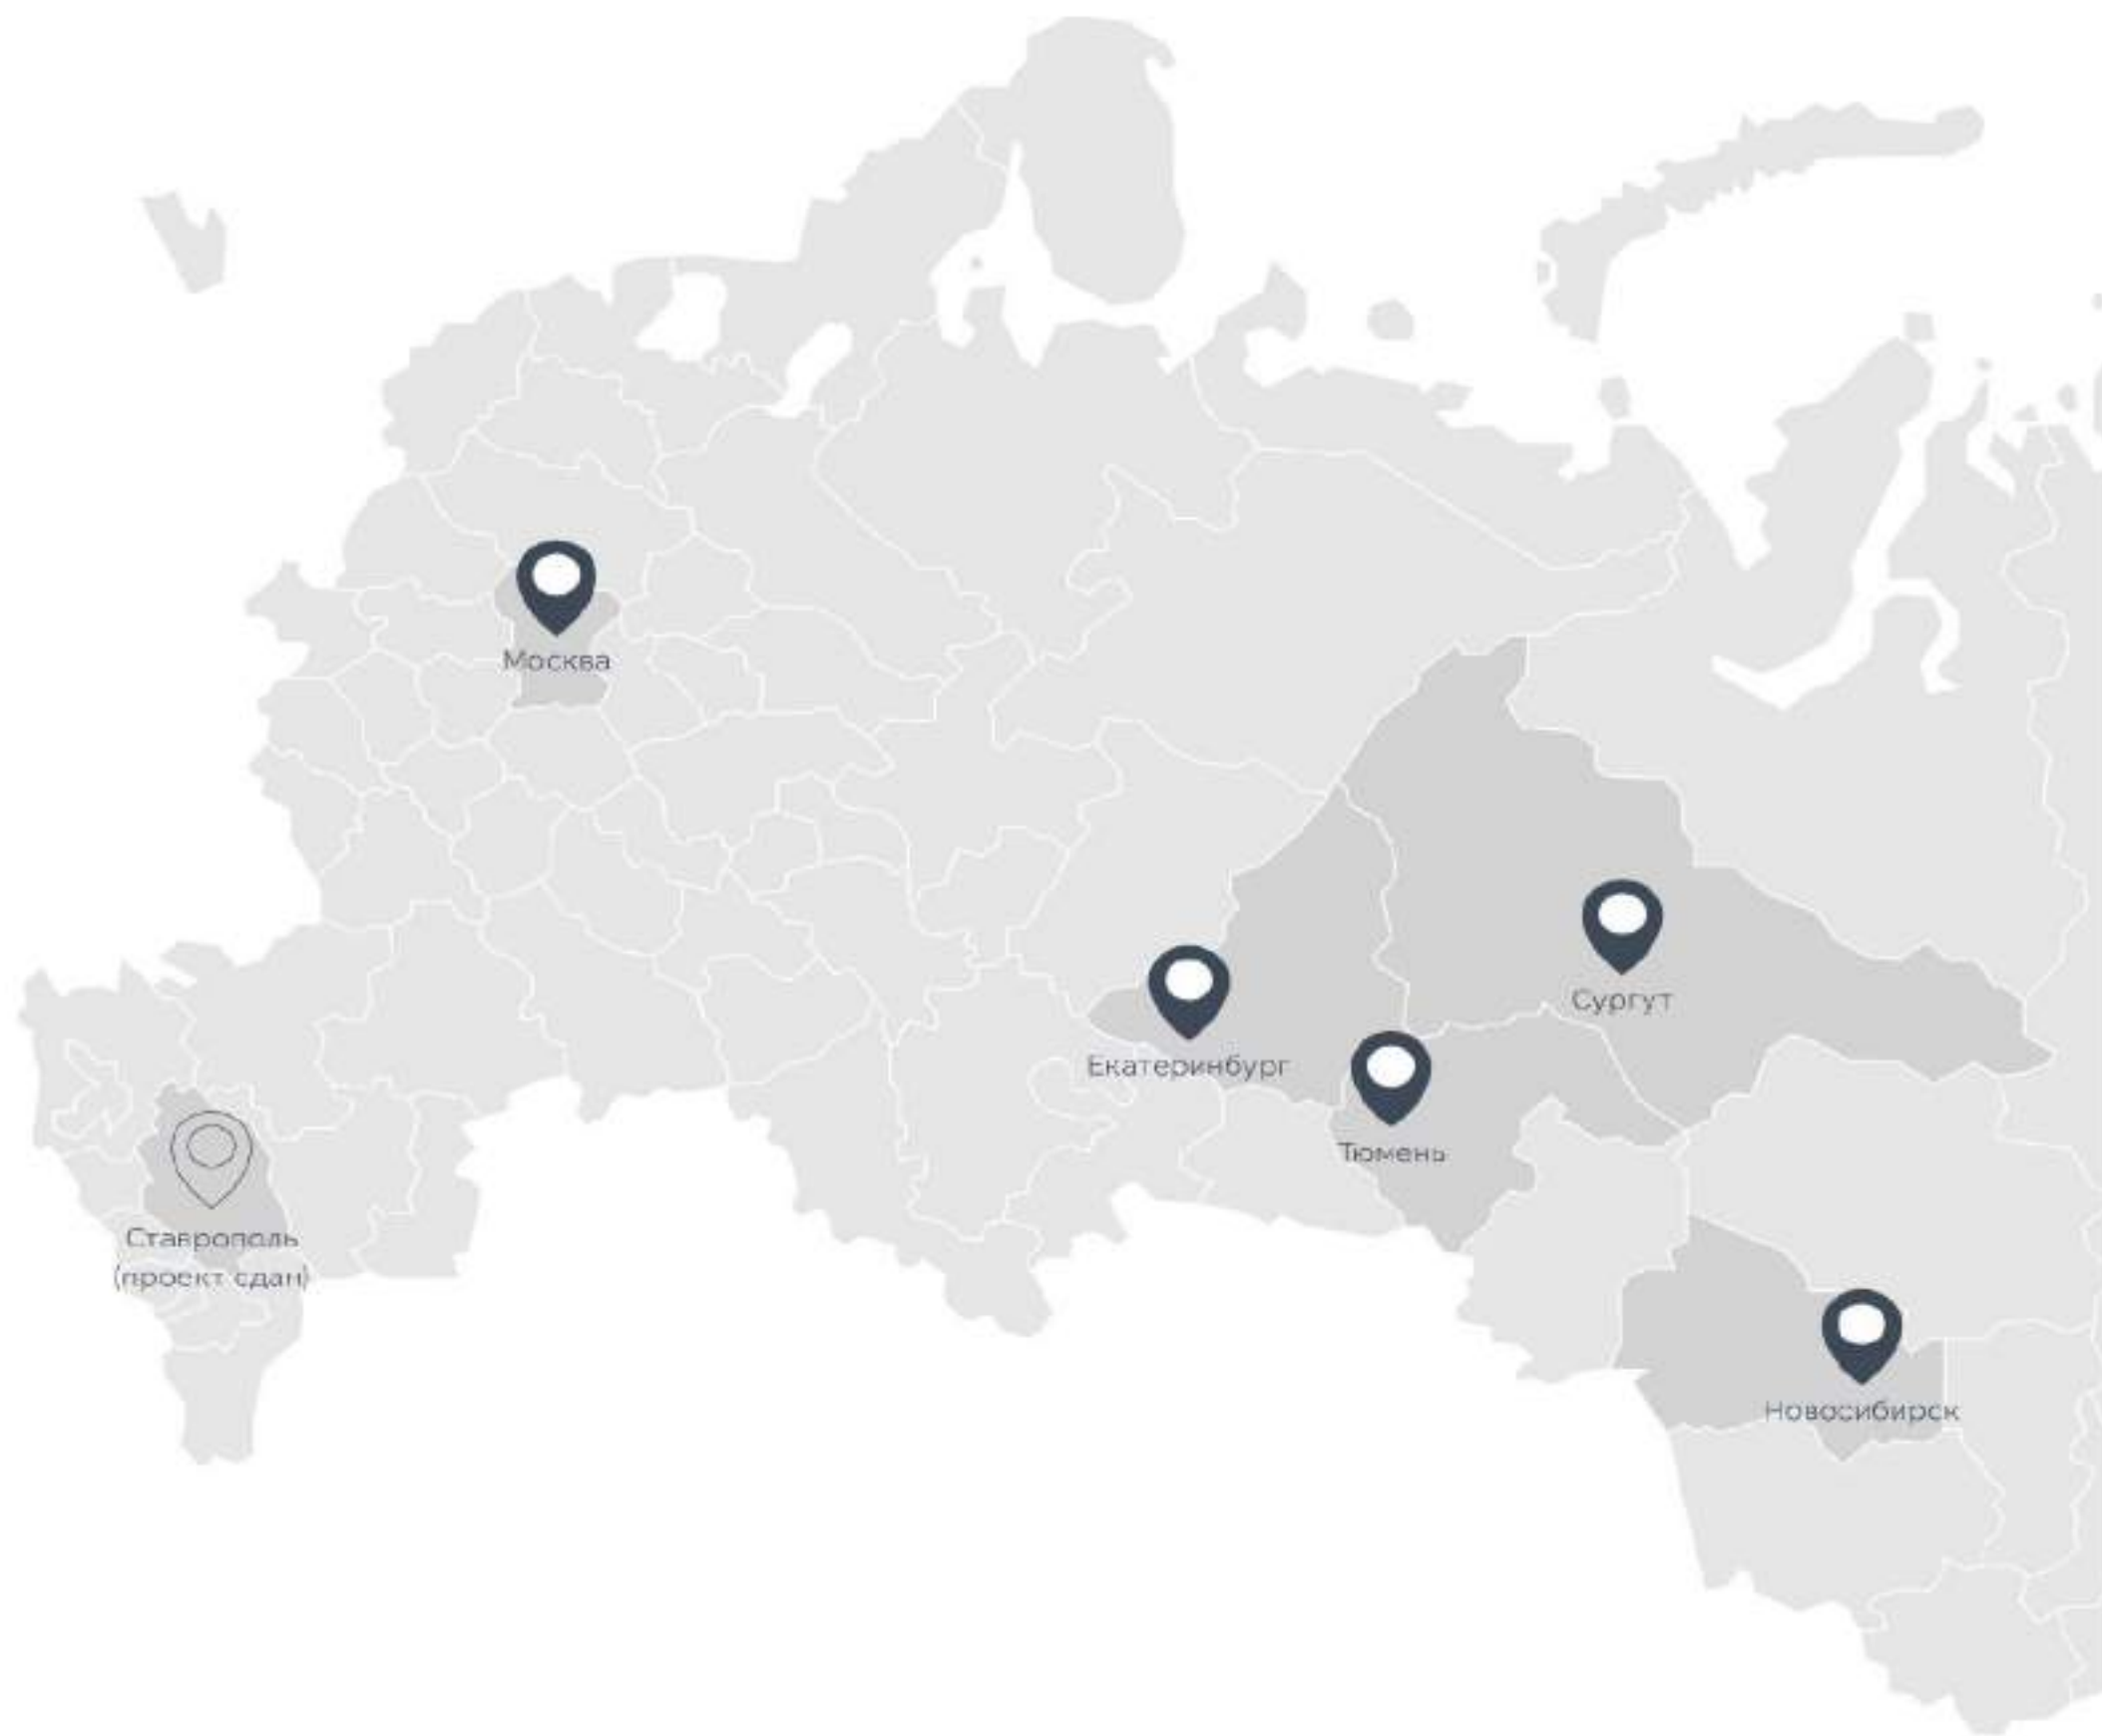 Москва
Сургут
Екатеринбург
Тюмень
Ставрополь
(проект сдан)
Новосибирск